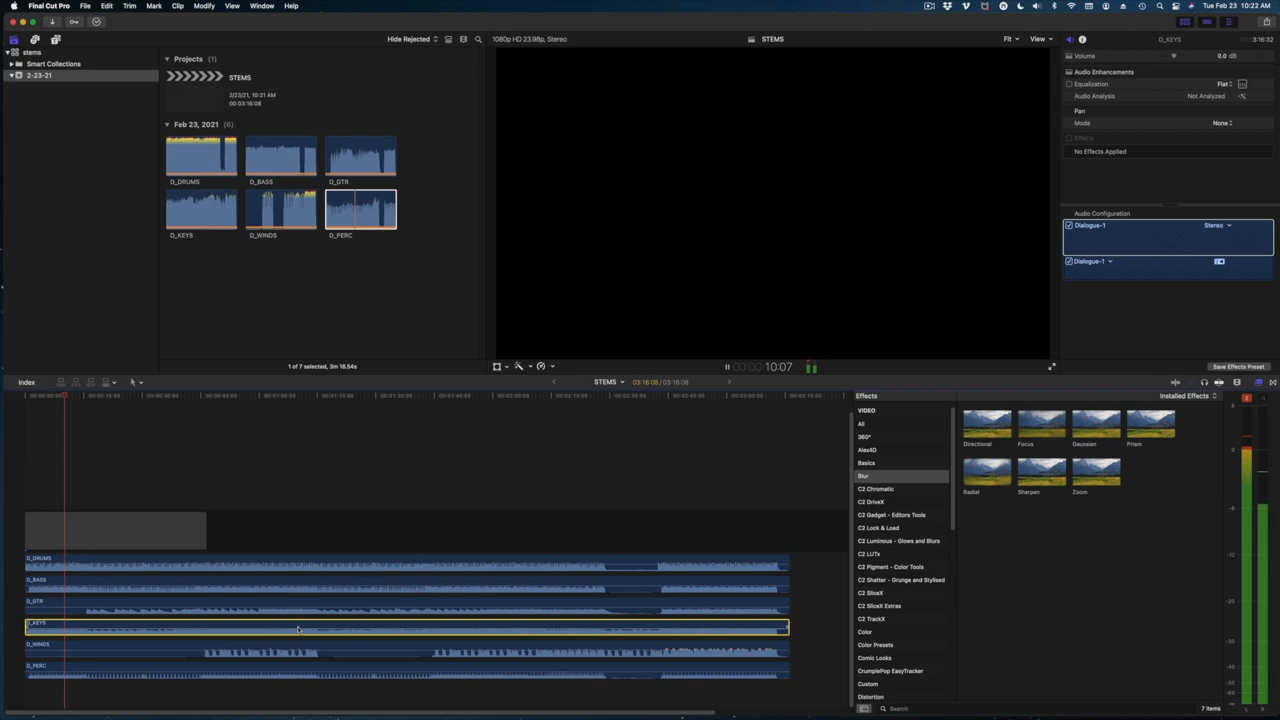 Final Cut Pro File Edit Trim Mark Clip Modify View Window Help
Tue Feb 23 10:22 AM
Hide Rejected
1080p HD 23.98p, Stereo
STEMS
Fit
View
D_KEYS
3:16:32
stems
Smart Collections
2-23-21
Projects (1)
STEMS
2/23/21, 10:21 AM
00:03:16:08
Feb 23, 2021 (6)
D_DRUMS
D_BASS
D_GTR
D_KEYS
D_WINDS
D_PERC
1 of 7 selected, 3m 16.54s
00:00:00 10:07
Volume
0.0 dB
Audio Enhancements
Equalization
Flat
Audio Analysis
Not Analyzed
Pan
Mode
None
Effects
No Effects Applied
Audio Configuration
Dialogue-1
Stereo
Dialogue-1
Save Effects Preset
Index
STEMS
03:16:08 / 03:16:08
D_DRUMS
D_BASS
D_GTR
D_KEYS
D_WINDS
D_PERC
Effects
Installed Effects
VIDEO
All
360°
Alex4D
Basics
Blur
C2 Chromatic
C2 DriveX
C2 Gadget - Editors Tools
C2 Lock & Load
C2 Luminous - Glows and Blurs
C2 LUTx
C2 Pigment - Color Tools
C2 Shatter - Grunge and Stylised
C2 SliceX
C2 SliceX Extras
C2 TrackX
Color
Color Presets
Comic Looks
CrumplePop EasyTracker
Custom
Distortion
Directional
Focus
Gaussian
Prism
Radial
Sharpen
Zoom
Search
7 items
L
R